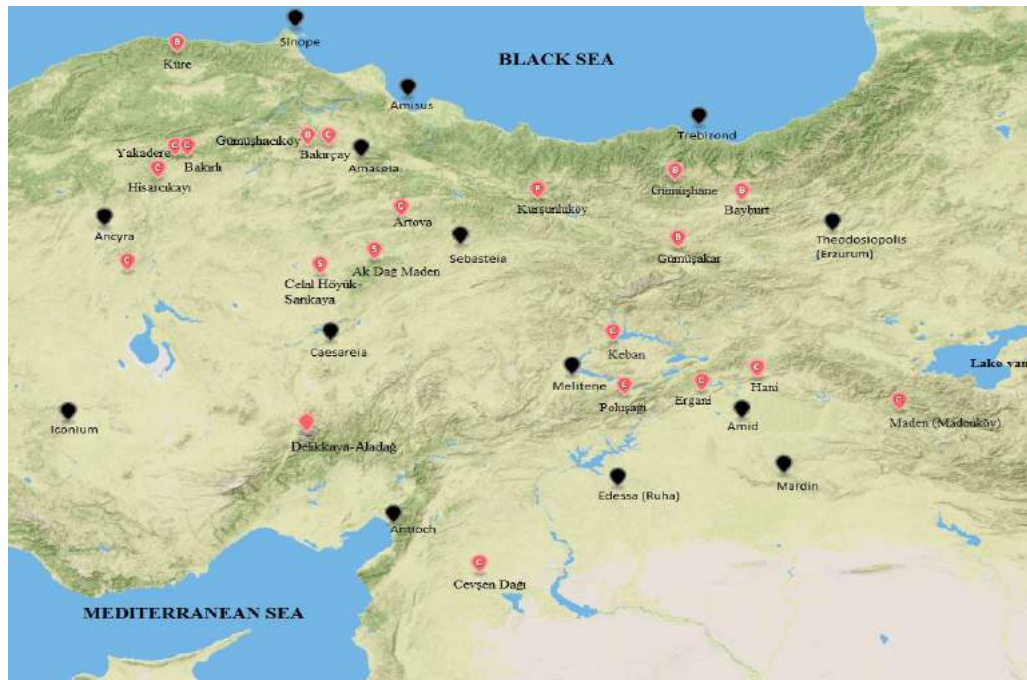 Sinope
B
Küre
BLACK SEA
Amisus
Trebizond
B
C
Gümüşhacıköy
Bakırçay
C
C
Yakadere
Bakırlı
Amaseia
C
Hisarcıkayı
B
Gümüşhane
B
Bayburt
P
Kurşunlıköy
C
Artova
Ancyra
Sebasteia
Theodosiopolis
(Erzurum)
B
Gümüşakar
S
Ak Dağ Maden
C
S
Celal Höyük-
Sarıkaya
Caesareia
C
Keban
Lake van
Melitene
C
Poluşağı
C
Ergani
C
Hani
C
Maden (Madenköy)
Amid
Iconium
Delikkaya-Aladağ
Mardin
Edessa (Ruha)
Antioch
C
Cevşen Dağı
MEDITERRANEAN SEA